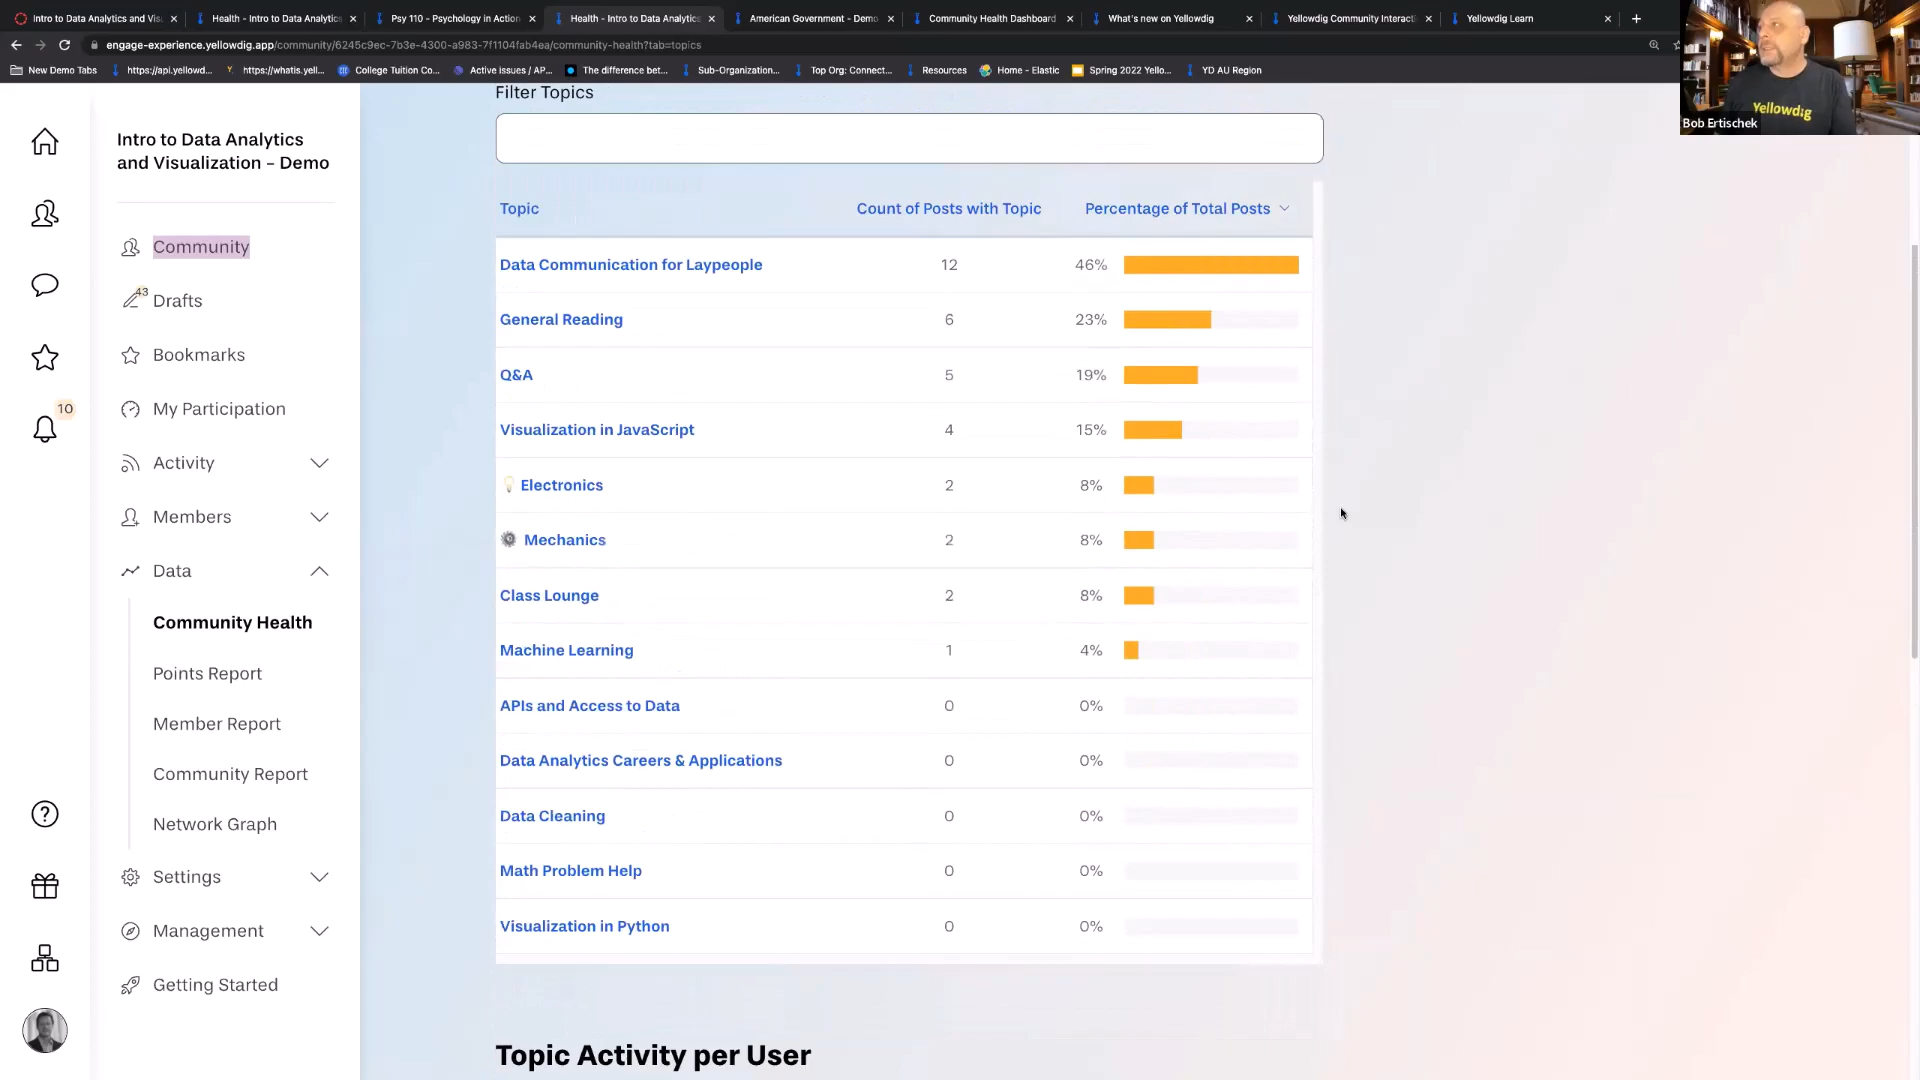 Intro to Data Analytics and Visu
Health - Intro to Data Analytics
Psy 110 - Psychology in Action
Health - Intro to Data Analytics
American Government - Demo
Community Health Dashboard
What's new on Yellowdig
Yellowdig Community Interact
Yellowdig Learn
engage-experience.yellowdig.app/community/6245c9ec-7b3e-4300-a983-7f1104fab4ea/community-health?tab=topics
New Demo Tabs
https://api.yellowd...
https://whatis.yell...
College Tuition Co...
Active issues / AP...
The difference bet...
Sub-Organization...
Top Org: Connect...
Resources
Home - Elastic
Spring 2022 Yello...
YD AU Region
Yellowdig
Bob Ertischek
10
Intro to Data Analytics
and Visualization – Demo
Community
43
Drafts
Bookmarks
My Participation
Activity
Members
Data
Community Health
Points Report
Member Report
Community Report
Network Graph
Settings
Management
Getting Started
Filter Topics
Topic Count of Posts with Topic Percentage of Total Posts
Data Communication for Laypeople 12 46%
General Reading 6 23%
Q&A 5 19%
Visualization in JavaScript 4 15%
Electronics 2 8%
Mechanics 2 8%
Class Lounge 2 8%
Machine Learning 1 4%
APIs and Access to Data 0 0%
Data Analytics Careers & Applications 0 0%
Data Cleaning 0 0%
Math Problem Help 0 0%
Visualization in Python 0 0%
Topic Activity per User